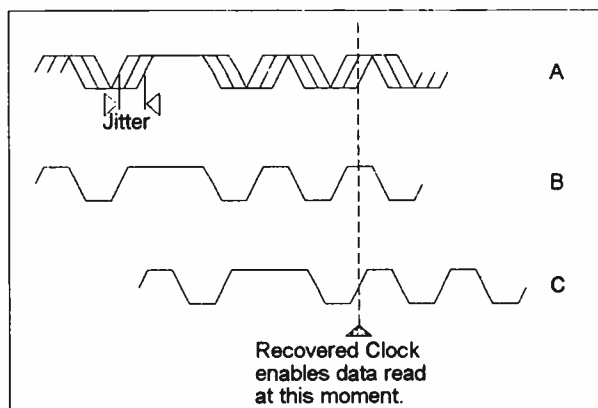 A
Jitter
B
C
Recovered Clock
enables data read
at this moment.